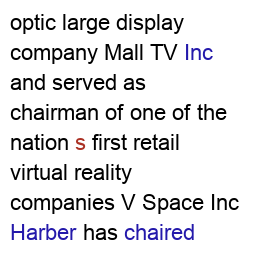 optic large display
company Mall TV Inc
and served as
chairman of one of the
nation s first retail
virtual reality
companies V Space Inc
Harber has chaired